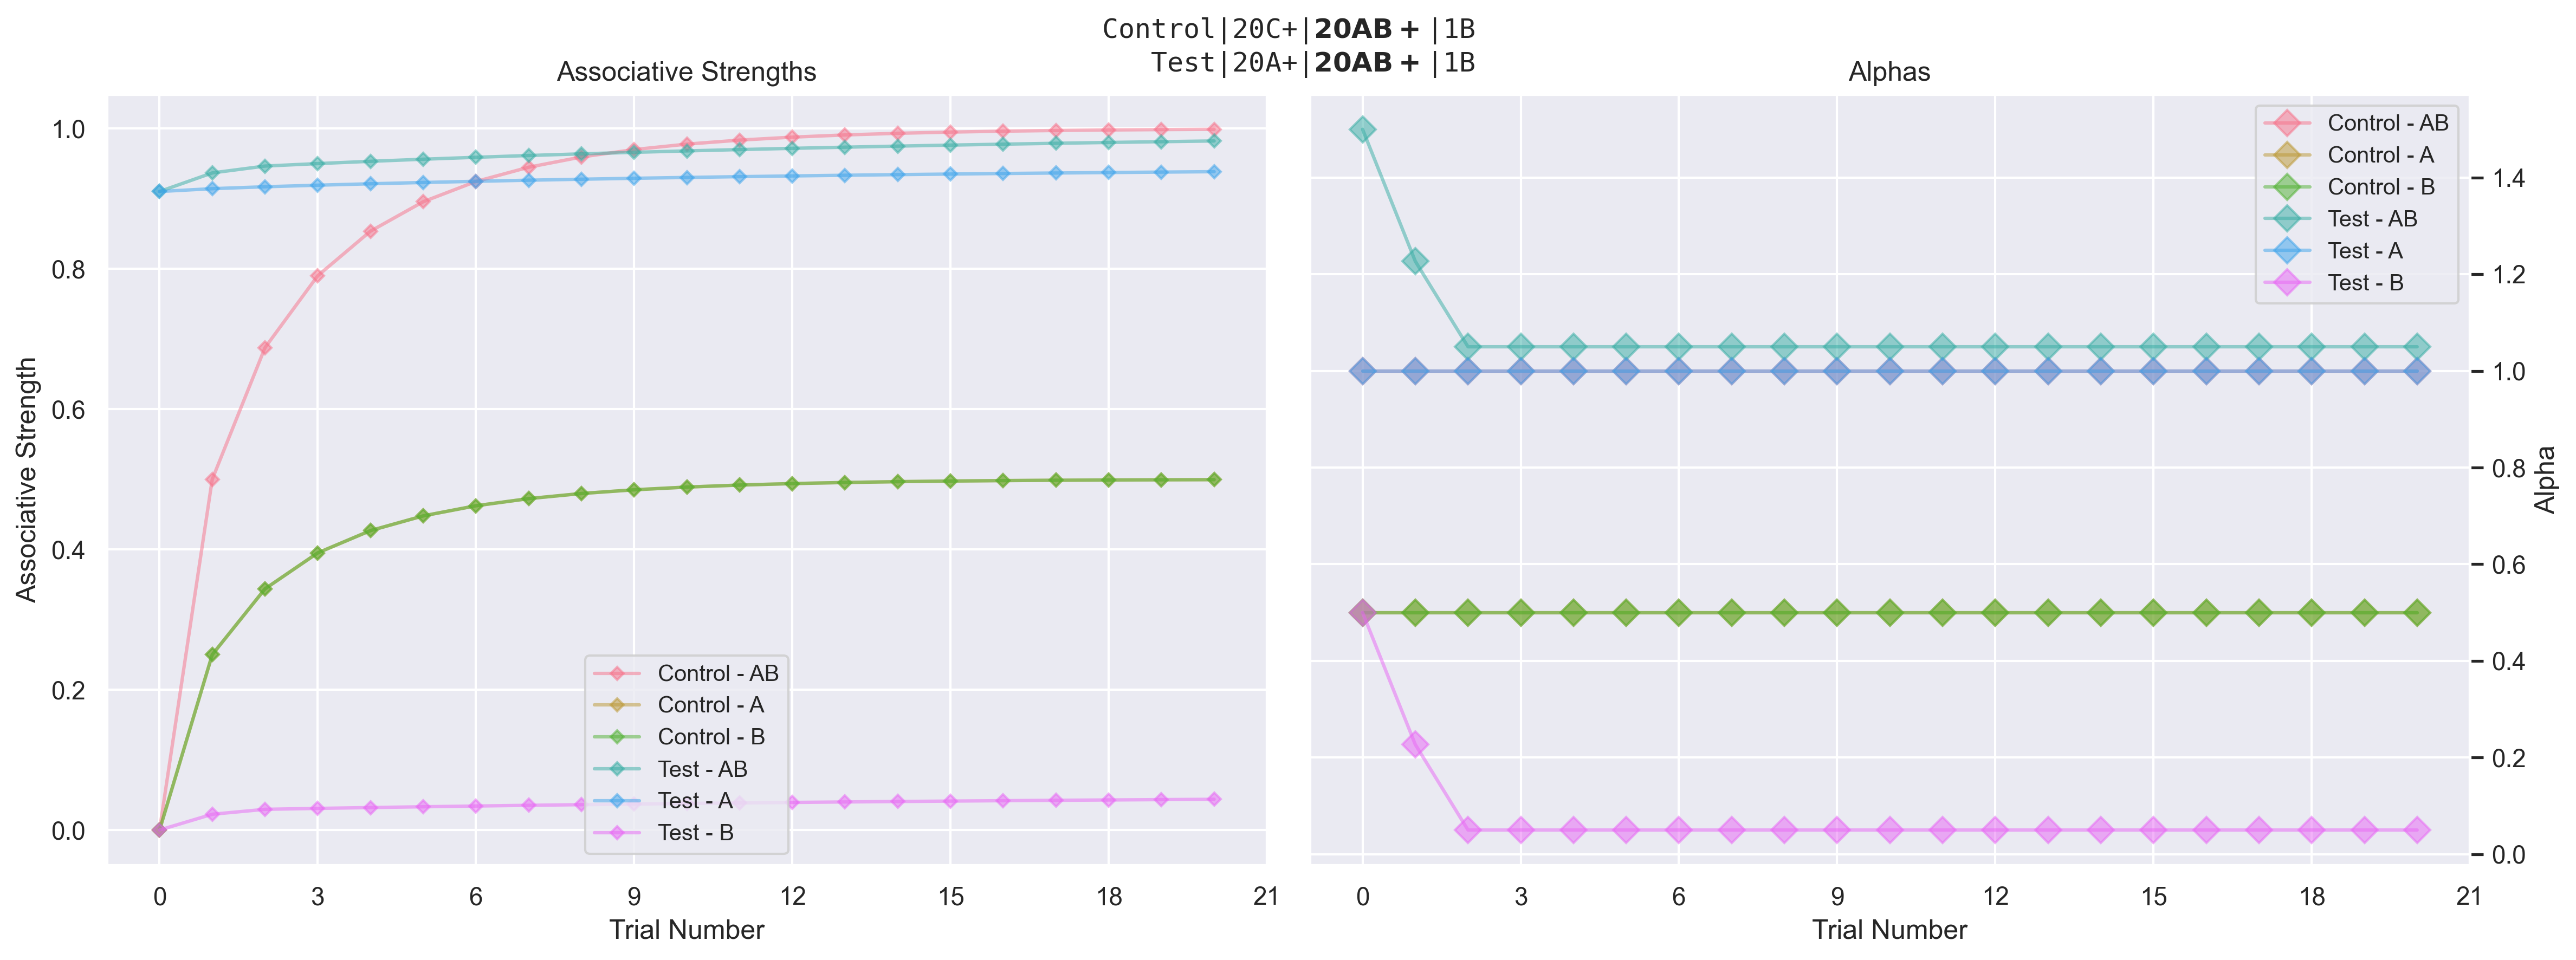 Control|20C+|20AB+|1B
Test|20A+|20AB+|1B
Associative Strengths
Associative Strength
1.0
0.8
0.6
0.4
0.2
0.0
Control - AB
Control - A
Control - B
Test - AB
Test - A
Test - B
0 3 6 9 12 15 18 21
Trial Number
Alphas
Control - AB
Control - A
Control - B
Test - AB
Test - A
Test - B
1.4
1.2
1.0
0.8
0.6
0.4
0.2
0.0
Alpha
0 3 6 9 12 15 18 21
Trial Number